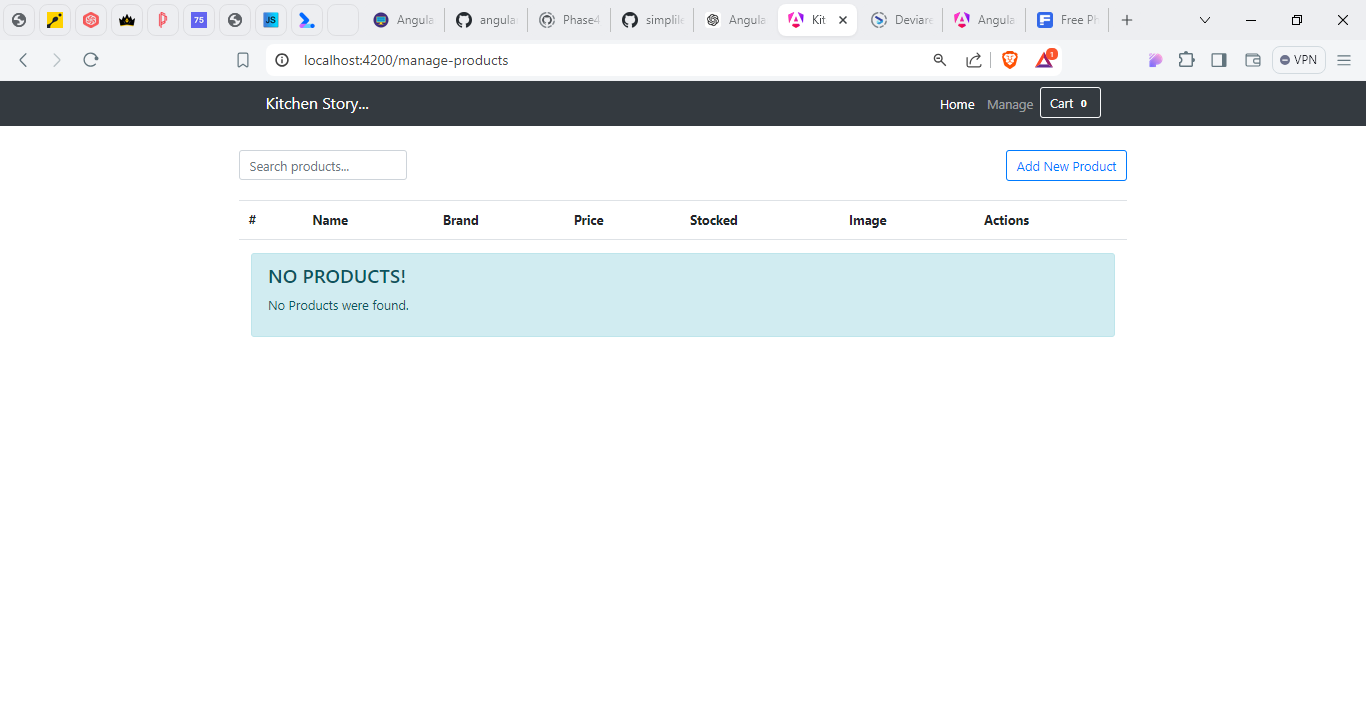 75
JS
Angula
angula
Phase4
simplile
Angula
Kit
Deviare
Angula
Free Ph
localhost:4200/manage-products
1
VPN
Kitchen Story...
Home
Manage
Cart 0
Search products...
Add New Product
# Name Brand Price Stocked Image Actions
NO PRODUCTS!
No Products were found.